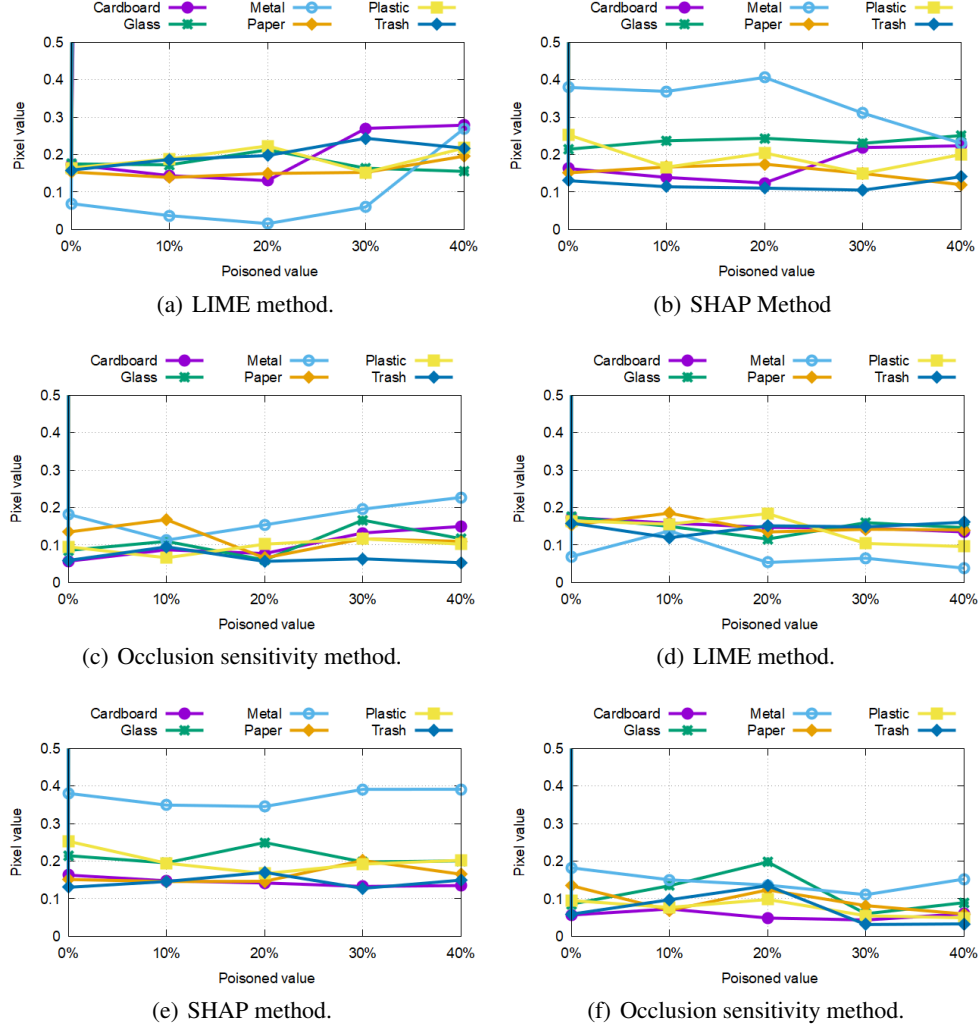 Cardboard Metal Plastic
Glass Paper Trash
0.5
0.4
0.3
0.2
0.1
0
Pixel value
0% 10% 20% 30% 40%
Poisoned value
(a) LIME method.
Cardboard Metal Plastic
Glass Paper Trash
0.5
0.4
0.3
0.2
0.1
0
Pixel value
0% 10% 20% 30% 40%
Poisoned value
(b) SHAP Method
Cardboard Metal Plastic
Glass Paper Trash
0.5
0.4
0.3
0.2
0.1
0
Pixel value
0% 10% 20% 30% 40%
Poisoned value
(c) Occlusion sensitivity method.
Cardboard Metal Plastic
Glass Paper Trash
0.5
0.4
0.3
0.2
0.1
0
Pixel value
0% 10% 20% 30% 40%
Poisoned value
(d) LIME method.
Cardboard Metal Plastic
Glass Paper Trash
0.5
0.4
0.3
0.2
0.1
0
Pixel value
0% 10% 20% 30% 40%
Poisoned value
(e) SHAP method.
Cardboard Metal Plastic
Glass Paper Trash
0.5
0.4
0.3
0.2
0.1
0
Pixel value
0% 10% 20% 30% 40%
Poisoned value
(f) Occlusion sensitivity method.